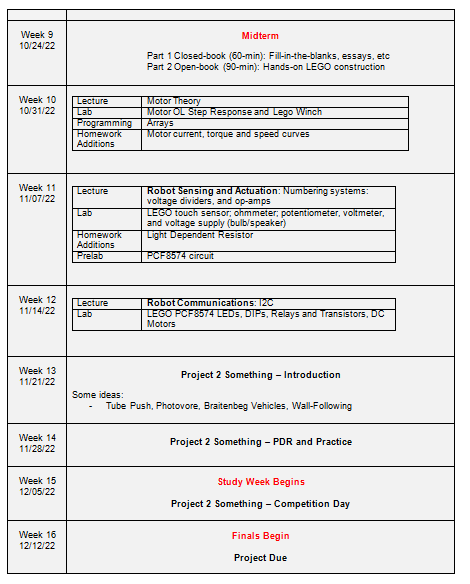 Week 9
10/24/22
Midterm
Part 1 Closed-book (60-min): Fill-in-the-blanks, essays, etc
Part 2 Open-book (90-min): Hands-on LEGO construction
Week 10
10/31/22
Lecture Motor Theory
Lab Motor OL Step Response and Lego Winch
Programming Arrays
Homework Motor current, torque and speed curves
Additions
Week 11
11/07/22
Lecture Robot Sensing and Actuation: Numbering systems:
voltage dividers, and op-amps
Lab LEGO touch sensor; ohmmeter; potentiometer, voltmeter,
and voltage supply (bulb/speaker)
Homework Light Dependent Resistor
Additions
Prelab PCF8574 circuit
Week 12
11/14/22
Lecture Robot Communications: I2C
Lab LEGO PCF8574 LEDs, DIPs, Relays and Transistors, DC
Motors
Week 13
11/21/22
Project 2 Something – Introduction
Some ideas:
- Tube Push, Photovore, Braitenbeg Vehicles, Wall-Following
Week 14
11/28/22
Project 2 Something – PDR and Practice
Week 15
12/05/22
Study Week Begins
Project 2 Something – Competition Day
Week 16
12/12/22
Finals Begin
Project Due